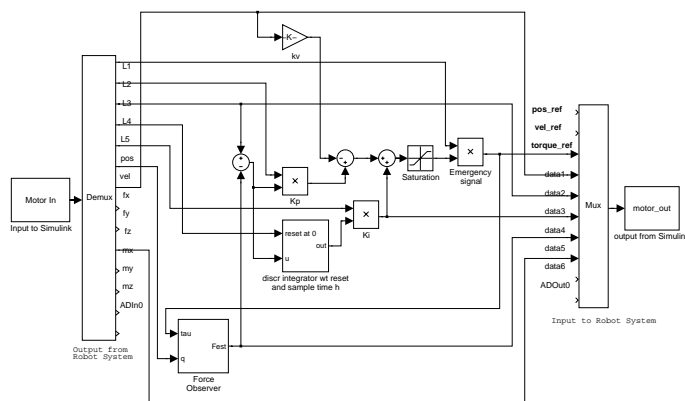 -K-
kv
L1
L2
L3
L4
L5
pos
vel
fx
fy
fz
mx
my
mz
ADIn0
Motor In
Input to Simulink
Demux
Output from
Robot System
Kp
reset at 0
u
out
discr integrator wt reset
and sample time h
Ki
Saturation
Emergency
signal
tau
q
Fest
Force
Observer
pos_ref
vel_ref
torque_ref
data1
data2
data3
data4
data5
data6
ADOut0
Mux
Input to Robot System
motor_out
output from Simulin